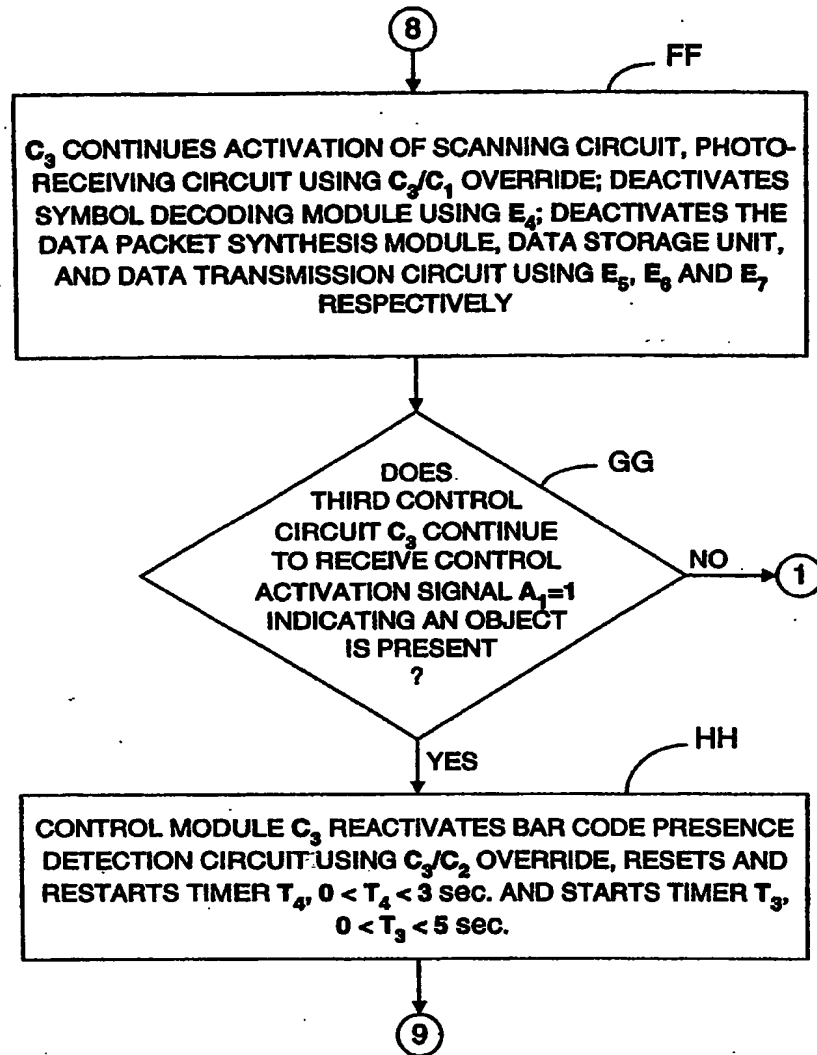 8
FF
C₃ CONTINUES ACTIVATION OF SCANNING CIRCUIT, PHOTO-
RECEIVING CIRCUIT USING C₃/C₁ OVERRIDE; DEACTIVATES
SYMBOL DECODING MODULE USING E₄; DEACTIVATES THE
DATA PACKET SYNTHESIS MODULE, DATA STORAGE UNIT,
AND DATA TRANSMISSION CIRCUIT USING E₅, E₆ AND E₇
RESPECTIVELY
GG
DOES
THIRD CONTROL
CIRCUIT C₃ CONTINUE
TO RECEIVE CONTROL
ACTIVATION SIGNAL A₁=1
INDICATING AN OBJECT
IS PRESENT
?
NO
1
YES
HH
CONTROL MODULE C₃ REACTIVATES BAR CODE PRESENCE
DETECTION CIRCUIT USING C₃/C₂ OVERRIDE, RESETS AND
RESTARTS TIMER T₄, 0 < T₄ < 3 sec. AND STARTS TIMER T₃,
0 < T₃ < 5 sec.
9